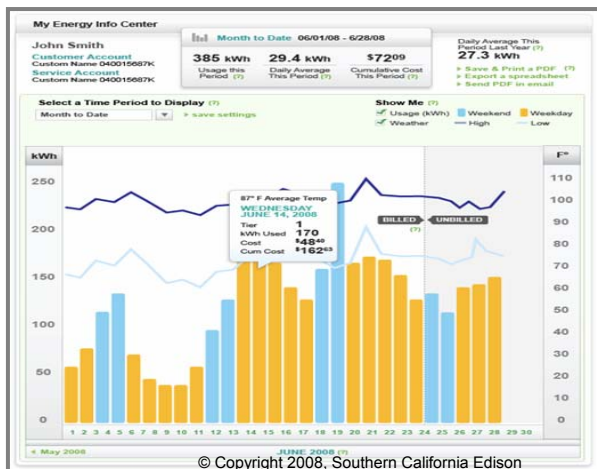 My Energy Info Center
John Smith
Customer Account
Custom Name 040015687K
Service Account
Custom Name 040015687K
Month to Date 06/01/08 - 6/28/08
385 kWh 29.4 kWh $72⁰⁹
Usage this Period (?) Daily Average This Period (?) Cumulative Cost This Period (?)
Daily Average This
Period Last Year (?)
27.3 kWh
Save & Print a PDF (?)
Export a spreadsheet
Send PDF in email
Select a Time Period to Display (?)
Month to Date save settings
Show Me (?)
Usage (kWh) Weekend Weekday
Weather High Low
kWh F°
250
200
150
100
50
0
87° F Average Temp
WEDNESDAY
JUNE 14, 2008
Tier 1
kWh Used 170
Cost $48⁴⁰
Cum Cost $162⁶³
BILLED UNBILLED
(?)
110
100
90
80
70
60
50
40
30
20
10
0
1 2 3 4 5 6 7 8 9 10 11 12 13 14 15 16 17 18 19 20 21 22 23 24 25 26 27 28 29 30
May 2008 JUNE 2008 (?)
© Copyright 2008, Southern California Edison